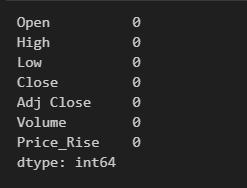 Open 0
High 0
Low 0
Close 0
Adj Close 0
Volume 0
Price_Rise 0
dtype: int64